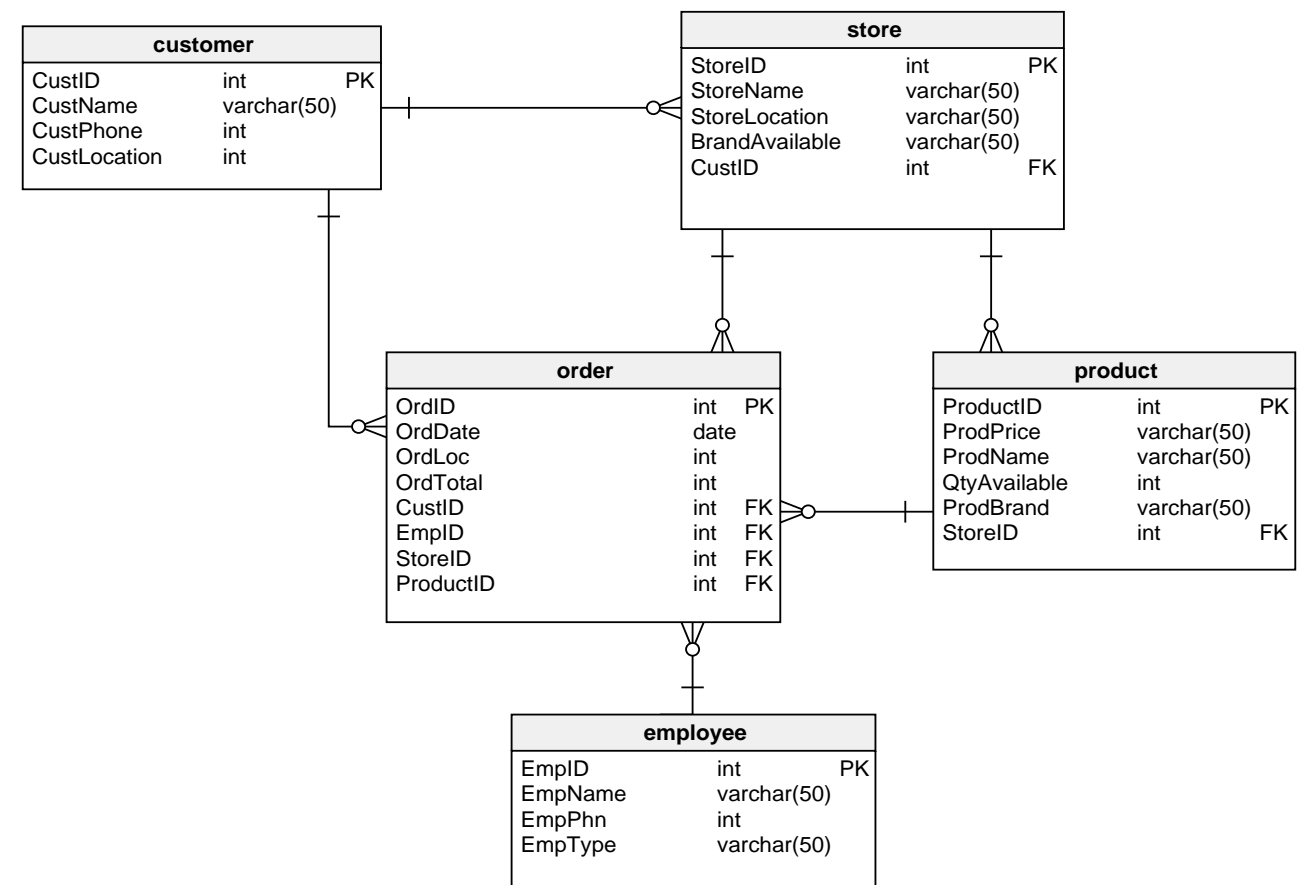 customer
CustID int PK
CustName varchar(50)
CustPhone int
CustLocation int
store
StoreID int PK
StoreName varchar(50)
StoreLocation varchar(50)
BrandAvailable varchar(50)
CustID int FK
order
OrdID int PK
OrdDate date
OrdLoc int
OrdTotal int
CustID int FK
EmpID int FK
StoreID int FK
ProductID int FK
product
ProductID int PK
ProdPrice varchar(50)
ProdName varchar(50)
QtyAvailable int
ProdBrand varchar(50)
StoreID int FK
employee
EmpID int PK
EmpName varchar(50)
EmpPhn int
EmpType varchar(50)